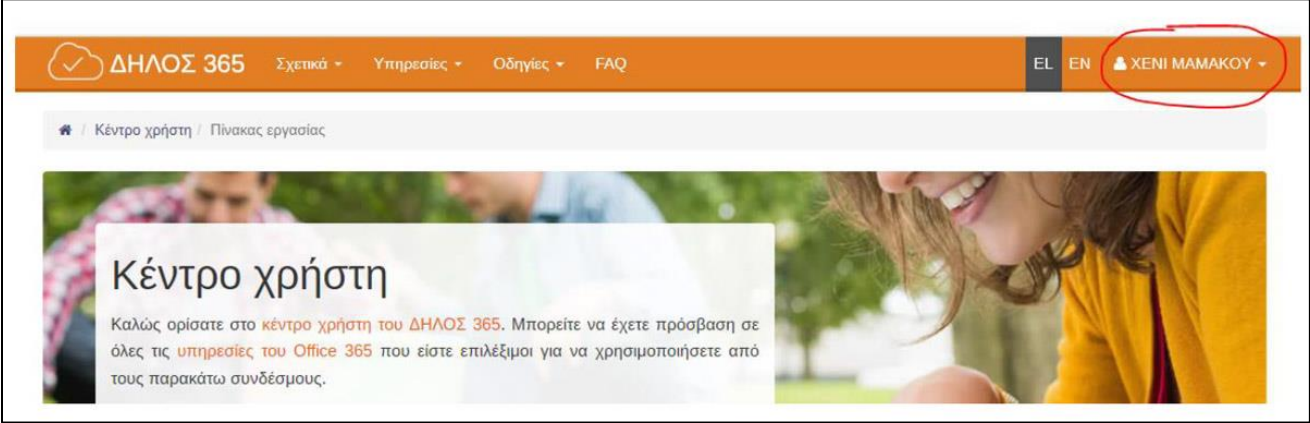 ΔΗΛΟΣ 365 Σχετικά Υπηρεσίες Οδηγίες FAQ EL EN ΧΕΝΙ ΜΑΜΑΚΟΥ
/ Κέντρο χρήστη / Πίνακας εργασίας
Κέντρο χρήστη
Καλώς ορίσατε στο κέντρο χρήστη του ΔΗΛΟΣ 365. Μπορείτε να έχετε πρόσβαση σε
όλες τις υπηρεσίες του Office 365 που είστε επιλέξιμοι για να χρησιμοποιήσετε από
τους παρακάτω συνδέσμους.